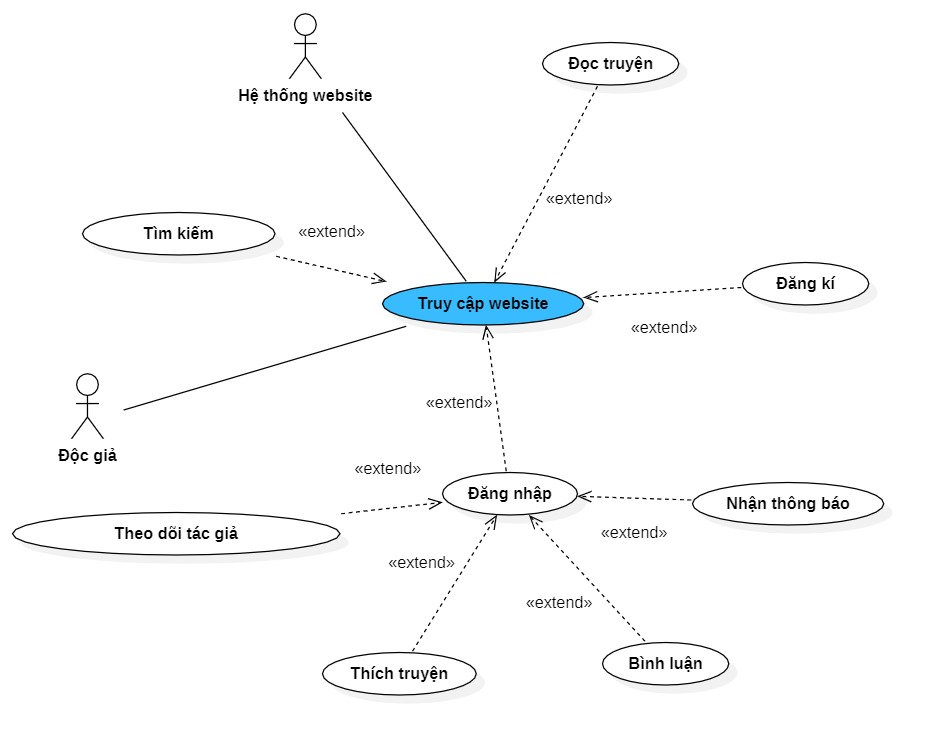 Hệ thống website
Đọc truyện
«extend»
Tìm kiếm
«extend»
Truy cập website
Đăng kí
«extend»
Độc giả
«extend»
«extend»
Đăng nhập
Nhận thông báo
Theo dõi tác giả
«extend»
«extend»
«extend»
Thích truyện
Bình luận